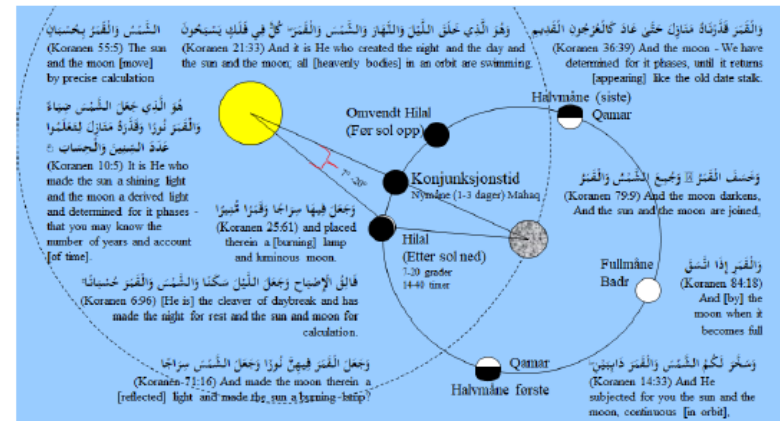 الشَّمْسُ وَالْقَمَرُ بِحُسْبَانٍ
(Koranen 55:5) The sun
and the moon [move]
by precise calculation
وَهُوَ الَّذِي خَلَقَ اللَّيْلَ وَالنَّهَارَ وَالشَّمْسَ وَالْقَمَرَ ۖ كُلٌّ فِي فَلَكٍ يَسْبَحُونَ
(Koranen 21:33) And it is He who created the night and the day and
the sun and the moon; all [heavenly bodies] in an orbit are swimming.
وَالْقَمَرَ قَدَّرْنَاهُ مَنَازِلَ حَتَّىٰ عَادَ كَالْعُرْجُونِ الْقَدِيمِ
(Koranen 36:39) And the moon - We have
determined for it phases, until it returns
[appearing] like the old date stalk.
هُوَ الَّذِي جَعَلَ الشَّمْسَ ضِيَاءً
وَالْقَمَرَ نُورًا وَقَدَّرَهُ مَنَازِلَ لِتَعْلَمُوا
عَدَدَ السِّنِينَ وَالْحِسَابَ ۚ
(Koranen 10:5) It is He who
made the sun a shining light
and the moon a derived light
and determined for it phases -
that you may know the
number of years and account
[of time].
Omvendt Hilal
(Før sol opp)
Halvmåne (siste)
Qamar
7° -20°
Konjunksjonstid
Nymåne (1-3 dager) Mahaq
وَجَعَلَ فِيهَا سِرَاجًا وَقَمَرًا مُّنِيرًا
(Koranen 25:61) and placed
therein a [burning] lamp
and luminous moon.
Hilal
(Etter sol ned)
7-20 grader
14-40 timer
وَخَسَفَ الْقَمَرُ وَجُمِعَ الشَّمْسُ وَالْقَمَرُ
(Koranen 79:9) And the moon darkens,
And the sun and the moon are joined,
Fullmåne
Badr
وَالْقَمَرِ إِذَا اتَّسَقَ
(Koranen 84:18)
And [by] the
moon when it
becomes full
فَالِقُ الْإِصْبَاحِ وَجَعَلَ اللَّيْلَ سَكَنًا وَالشَّمْسَ وَالْقَمَرَ حُسْبَانًا ۚ
(Koranen 6:96) [He is] the cleaver of daybreak and has
made the night for rest and the sun and moon for
calculation.
وَجَعَلَ الْقَمَرَ فِيهِنَّ نُورًا وَجَعَلَ الشَّمْسَ سِرَاجًا
(Koranen-71:16) And made the moon therein a
[reflected] light and made the sun a burning lamp?
Qamar
Halvmåne første
وَسَخَّرَ لَكُمُ الشَّمْسَ وَالْقَمَرَ دَائِبَيْنِ ۖ
(Koranen 14:33) And He
subjected for you the sun and the
moon, continuous [in orbit],